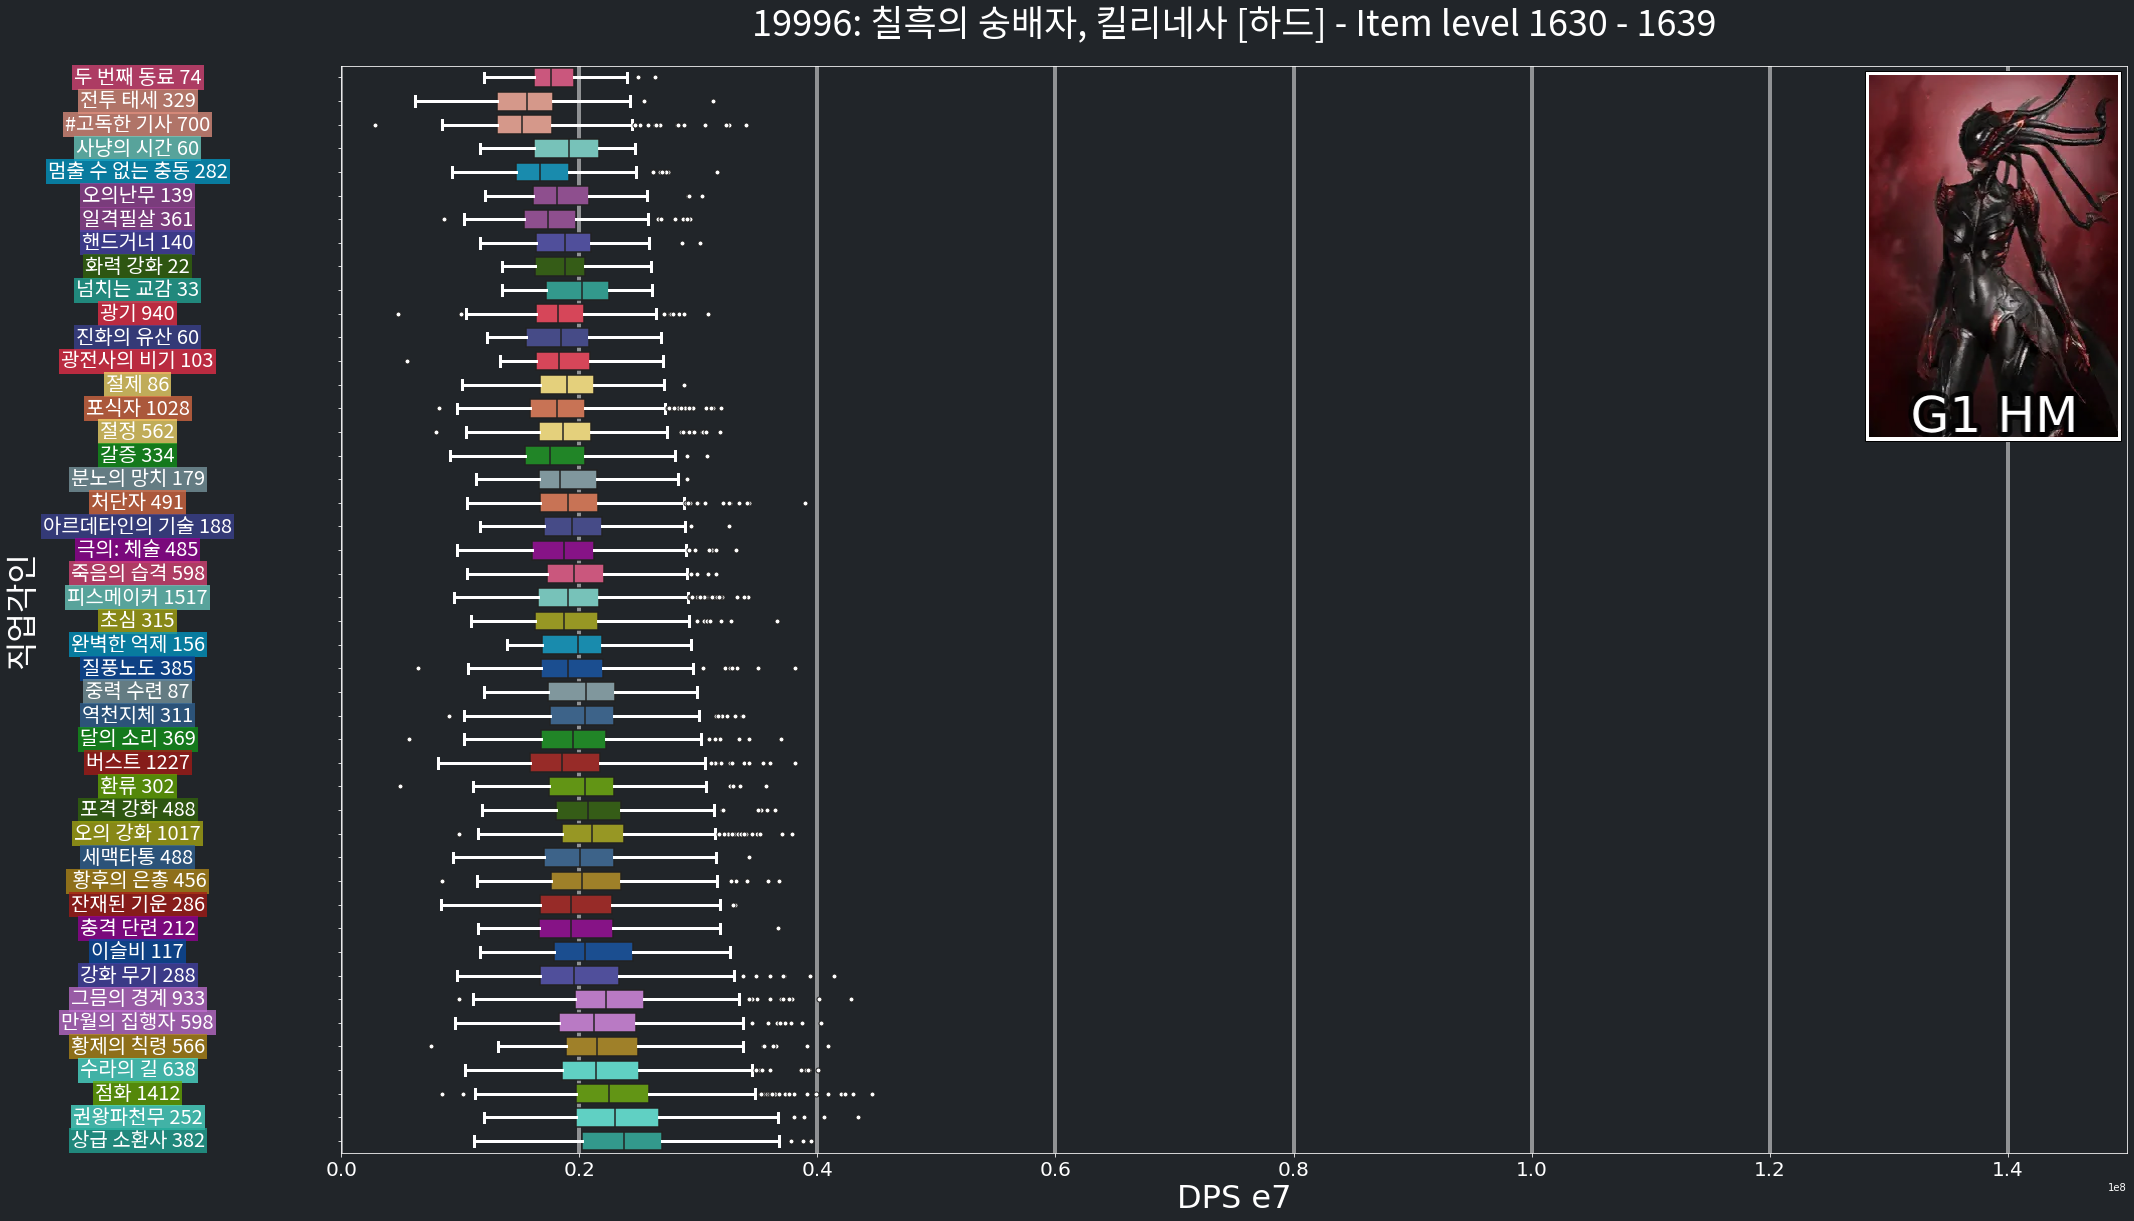 19996: 칠흑의 숭배자, 킬리네사 [하드] - Item level 1630 - 1639
두 번째 동료 74
전투 태세 329
#고독한 기사 700
사냥의 시간 60
멈출 수 없는 충동 282
오의난무 139
일격필살 361
핸드거너 140
화력 강화 22
넘치는 교감 33
광기 940
진화의 유산 60
광전사의 비기 103
절제 86
포식자 1028
절정 562
갈증 334
분노의 망치 179
처단자 491
아르데타인의 기술 188
극의: 체술 485
죽음의 습격 598
피스메이커 1517
초심 315
완벽한 억제 156
질풍노도 385
중력 수련 87
역천지체 311
달의 소리 369
버스트 1227
환류 302
포격 강화 488
오의 강화 1017
세맥타통 488
황후의 은총 456
잔재된 기운 286
충격 단련 212
이슬비 117
강화 무기 288
그믐의 경계 933
만월의 집행자 598
황제의 칙령 566
수라의 길 638
점화 1412
권왕파천무 252
상급 소환사 382
직업각인
G1 HM
0.0 0.2 0.4 0.6 0.8 1.0 1.2 1.4
DPS e7
1e8